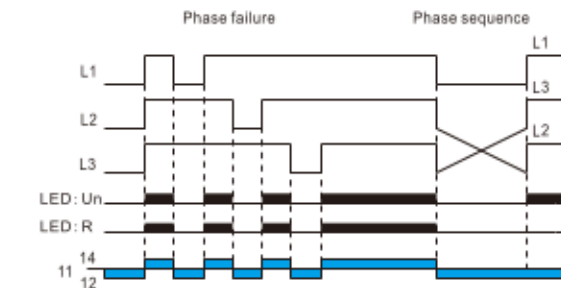 Phase failure
Phase sequence
L1
L1
L3
L2
L2
L3
LED: Un
LED: R
14
11
12